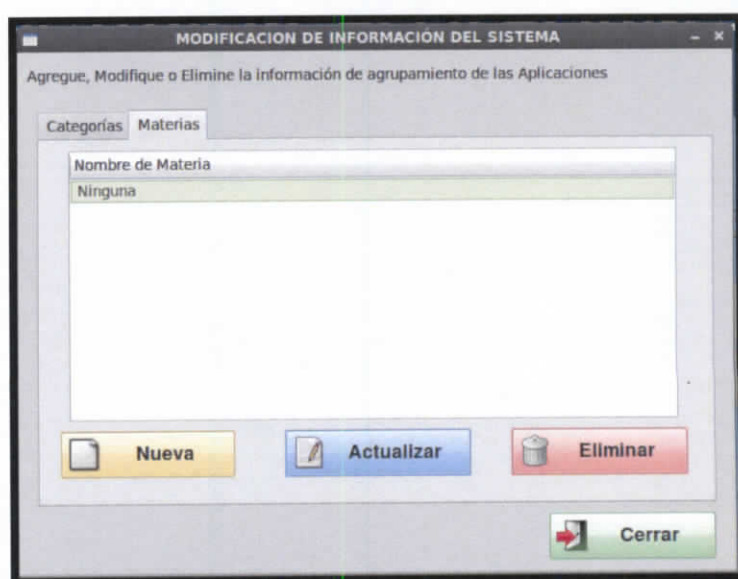 MODIFICACION DE INFORMACIÓN DEL SISTEMA
Agregue, Modifique o Elimine la información de agrupamiento de las Aplicaciones
Categorías Materias
Nombre de Materia
Ninguna
Nueva Actualizar Eliminar
Cerrar